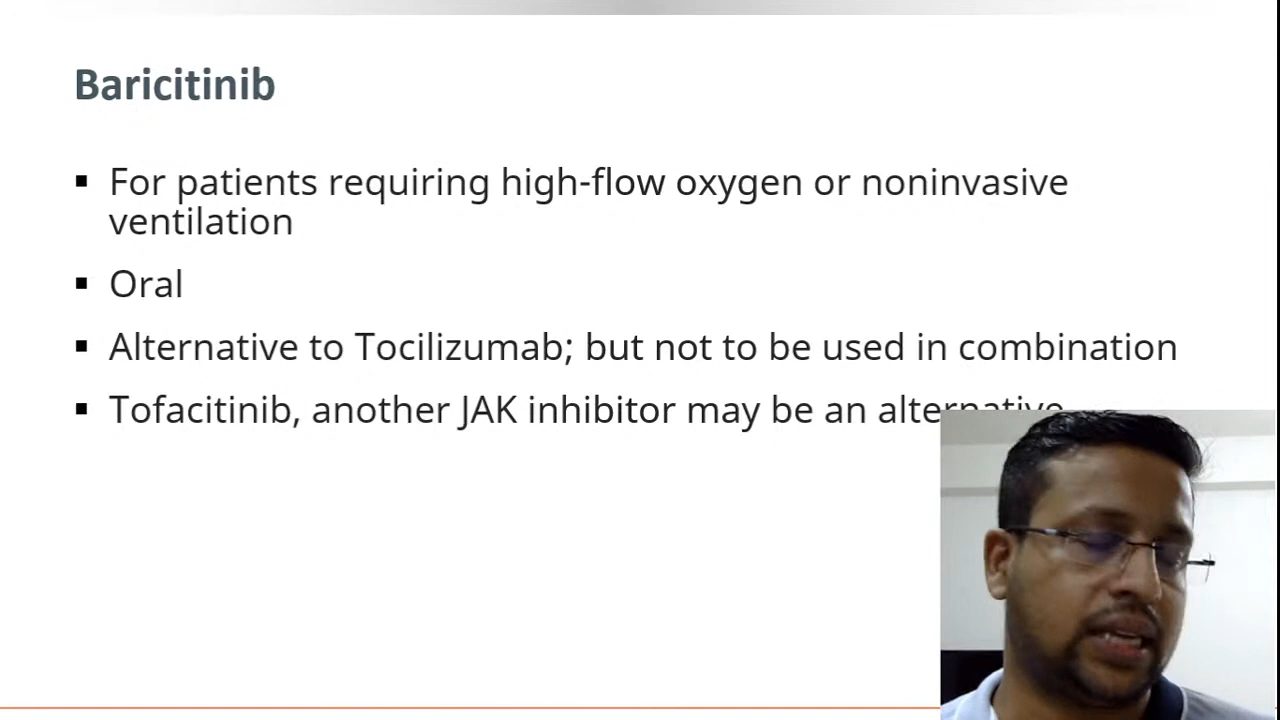 Baricitinib
▪ For patients requiring high-flow oxygen or noninvasive
ventilation
▪ Oral
▪ Alternative to Tocilizumab; but not to be used in combination
▪ Tofacitinib, another JAK inhibitor may be an alternative